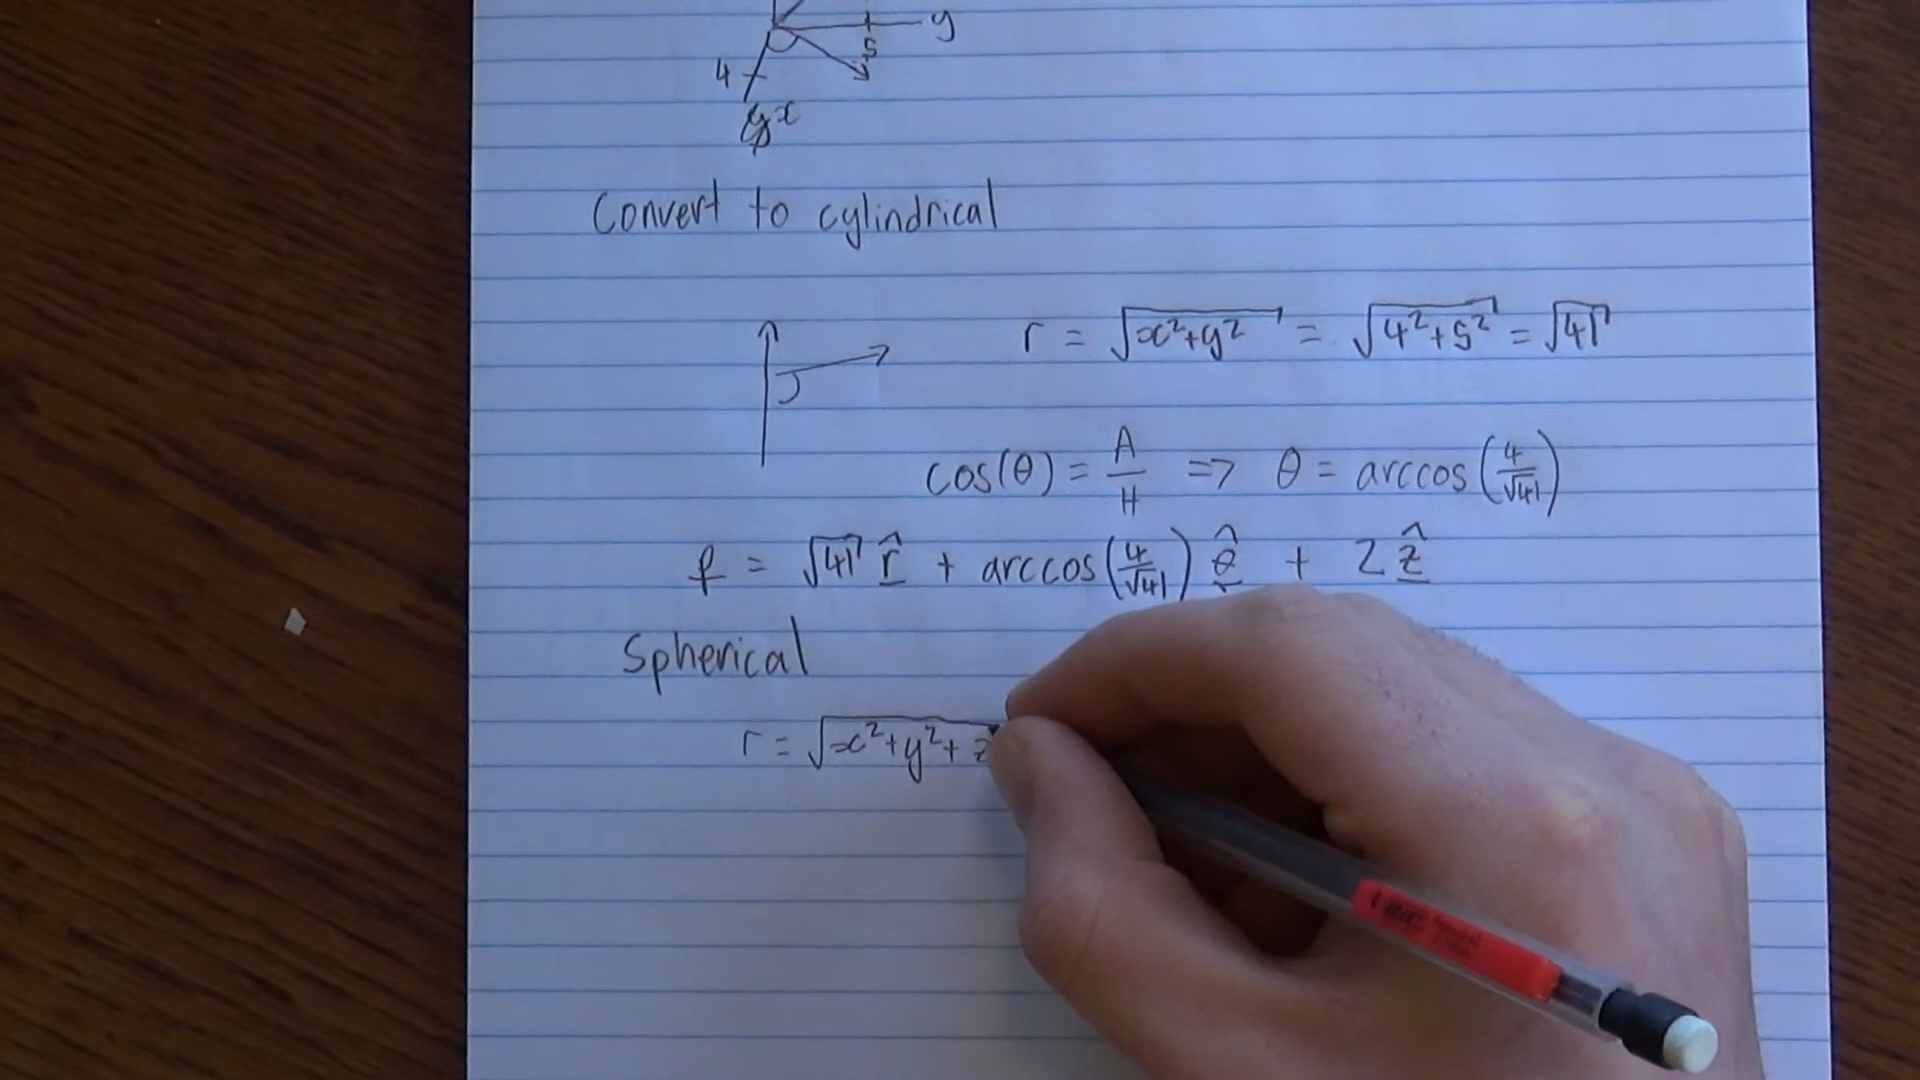 y
5
4
x
Convert to cylindrical
r = √x²+y² = √4²+5² = √41
cos(θ) = A/H => θ = arccos(4/√41)
f = √41 r̂ + arccos(4/√41) θ̂ + 2 ẑ
Spherical
r = √x²+y²+z